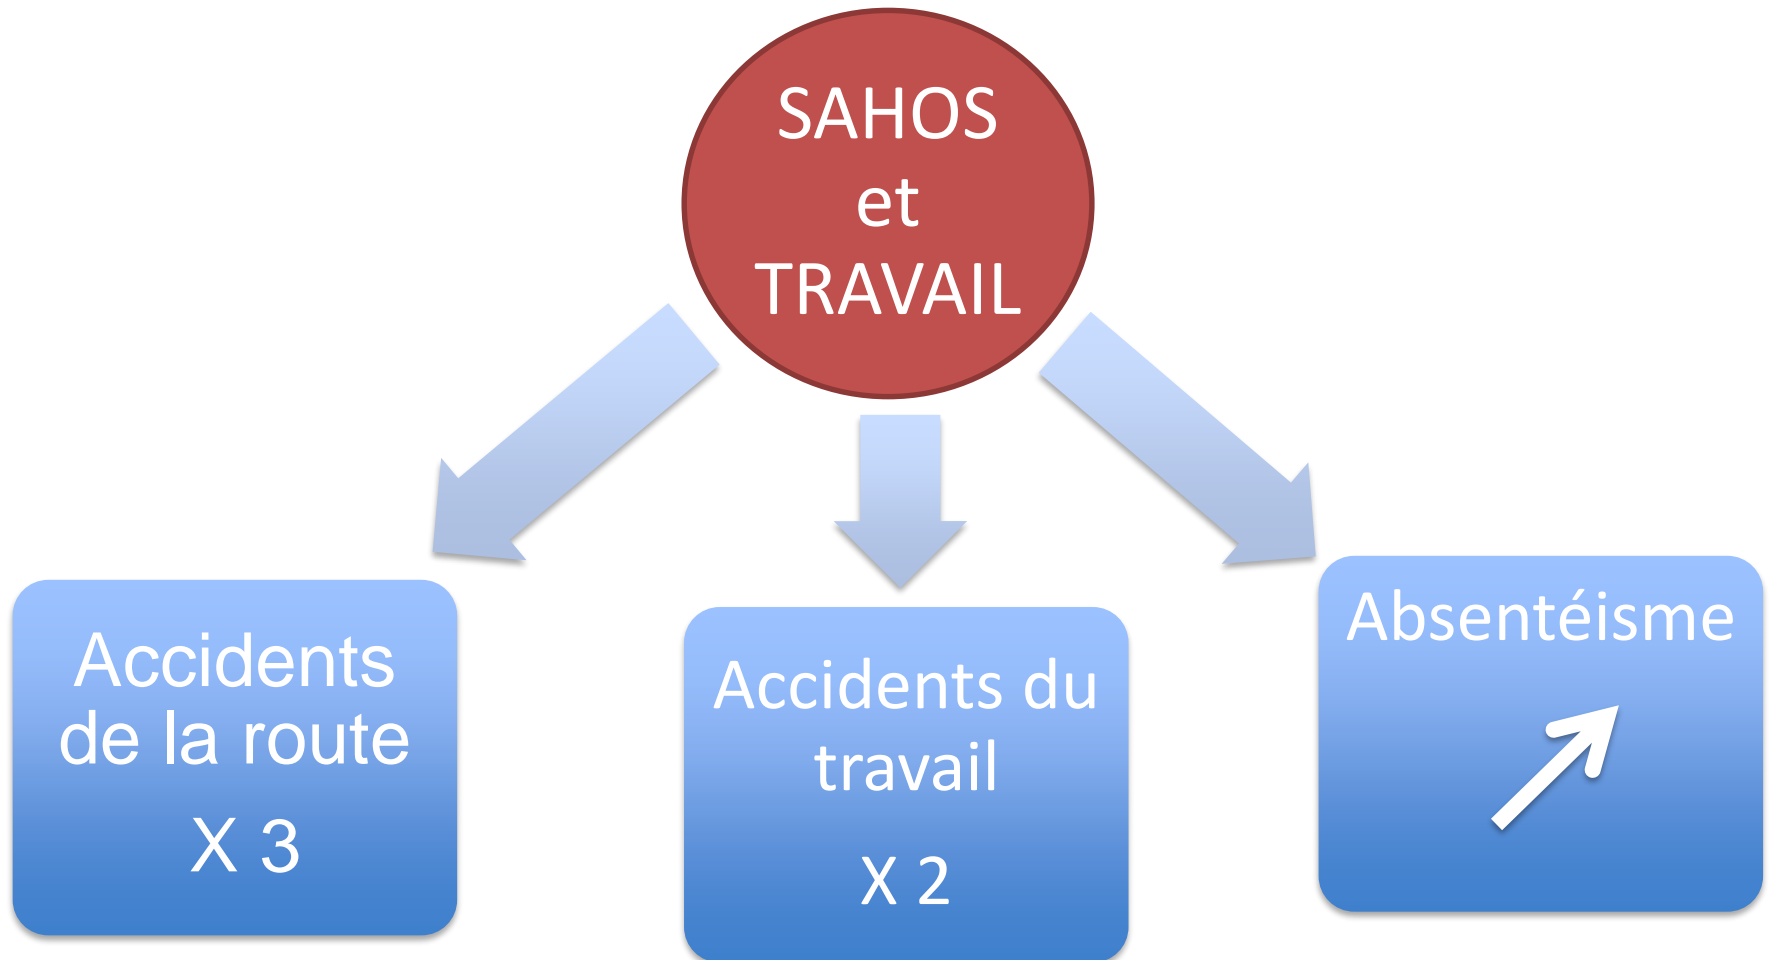 SAHOS
et
TRAVAIL
Accidents
de la route
X 3
Accidents du
travail
X 2
Absentéisme